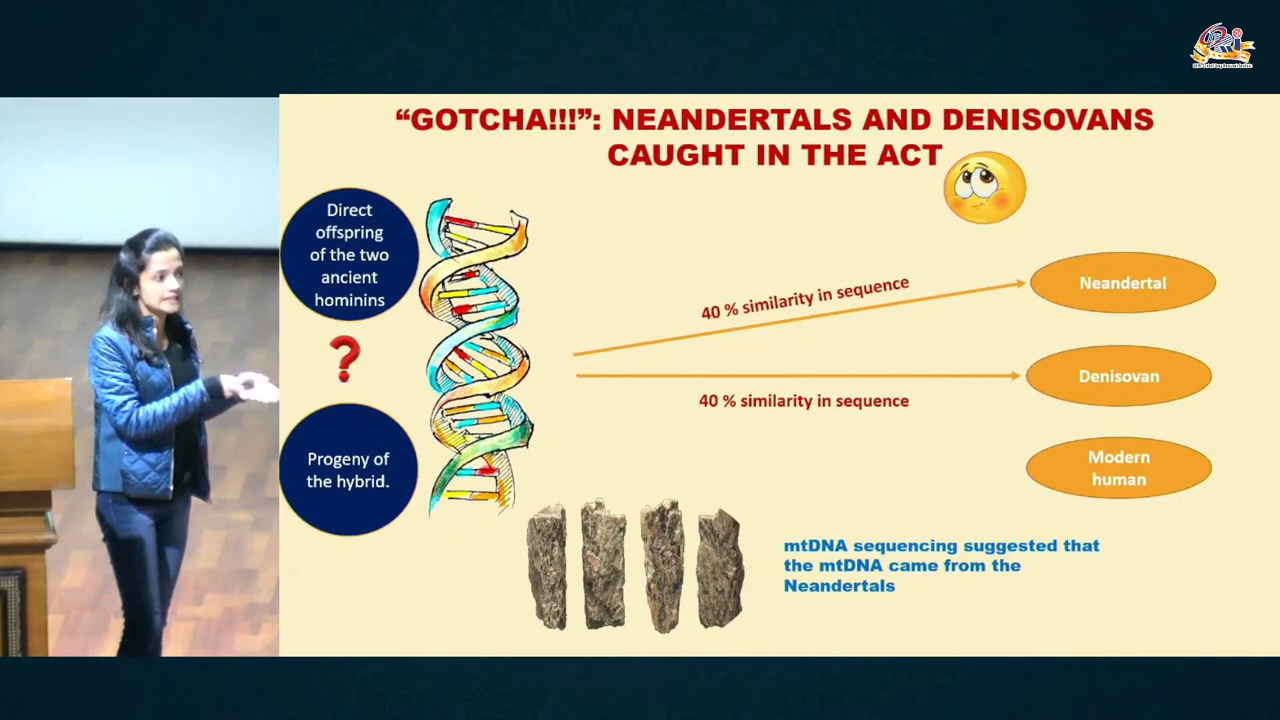 “GOTCHA!!!”: NEANDERTALS AND DENISOVANS
CAUGHT IN THE ACT
Direct
offspring
of the two
ancient
hominins
?
Progeny of
the hybrid.
40 % similarity in sequence
40 % similarity in sequence
Neandertal
Denisovan
Modern
human
mtDNA sequencing suggested that
the mtDNA came from the
Neandertals